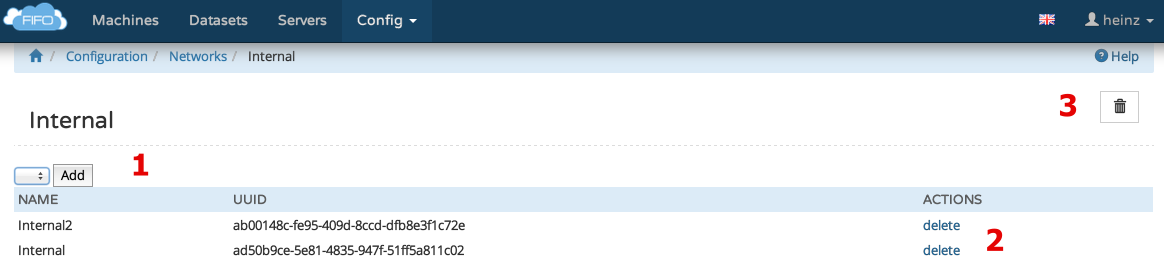 FIFO Machines Datasets Servers Config heinz
/ Configuration / Networks / Internal Help
3
Internal
1
Add
NAME UUID ACTIONS
Internal2 ab00148c-fe95-409d-8ccd-dfb8e3f1c72e delete
2
Internal ad50b9ce-5e81-4835-947f-51ff5a811c02 delete